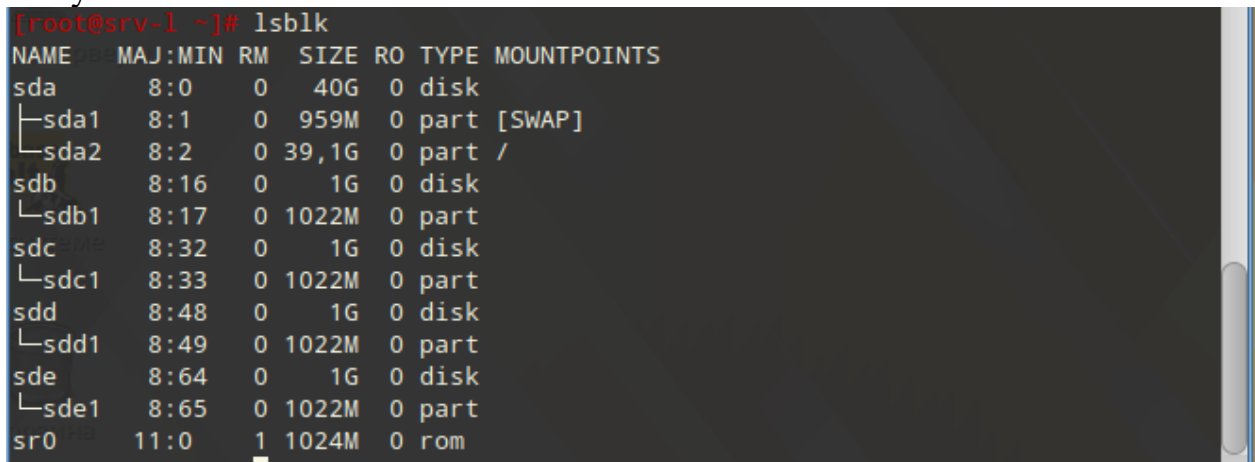 [root@srv-l ~]# lsblk
NAME   MAJ:MIN RM  SIZE RO TYPE MOUNTPOINTS
sda      8:0    0   40G  0 disk
├─sda1   8:1    0  959M  0 part [SWAP]
└─sda2   8:2    0 39,1G  0 part /
sdb      8:16   0    1G  0 disk
└─sdb1   8:17   0 1022M  0 part
sdc      8:32   0    1G  0 disk
└─sdc1   8:33   0 1022M  0 part
sdd      8:48   0    1G  0 disk
└─sdd1   8:49   0 1022M  0 part
sde      8:64   0    1G  0 disk
└─sde1   8:65   0 1022M  0 part
sr0     11:0    1 1024M  0 rom